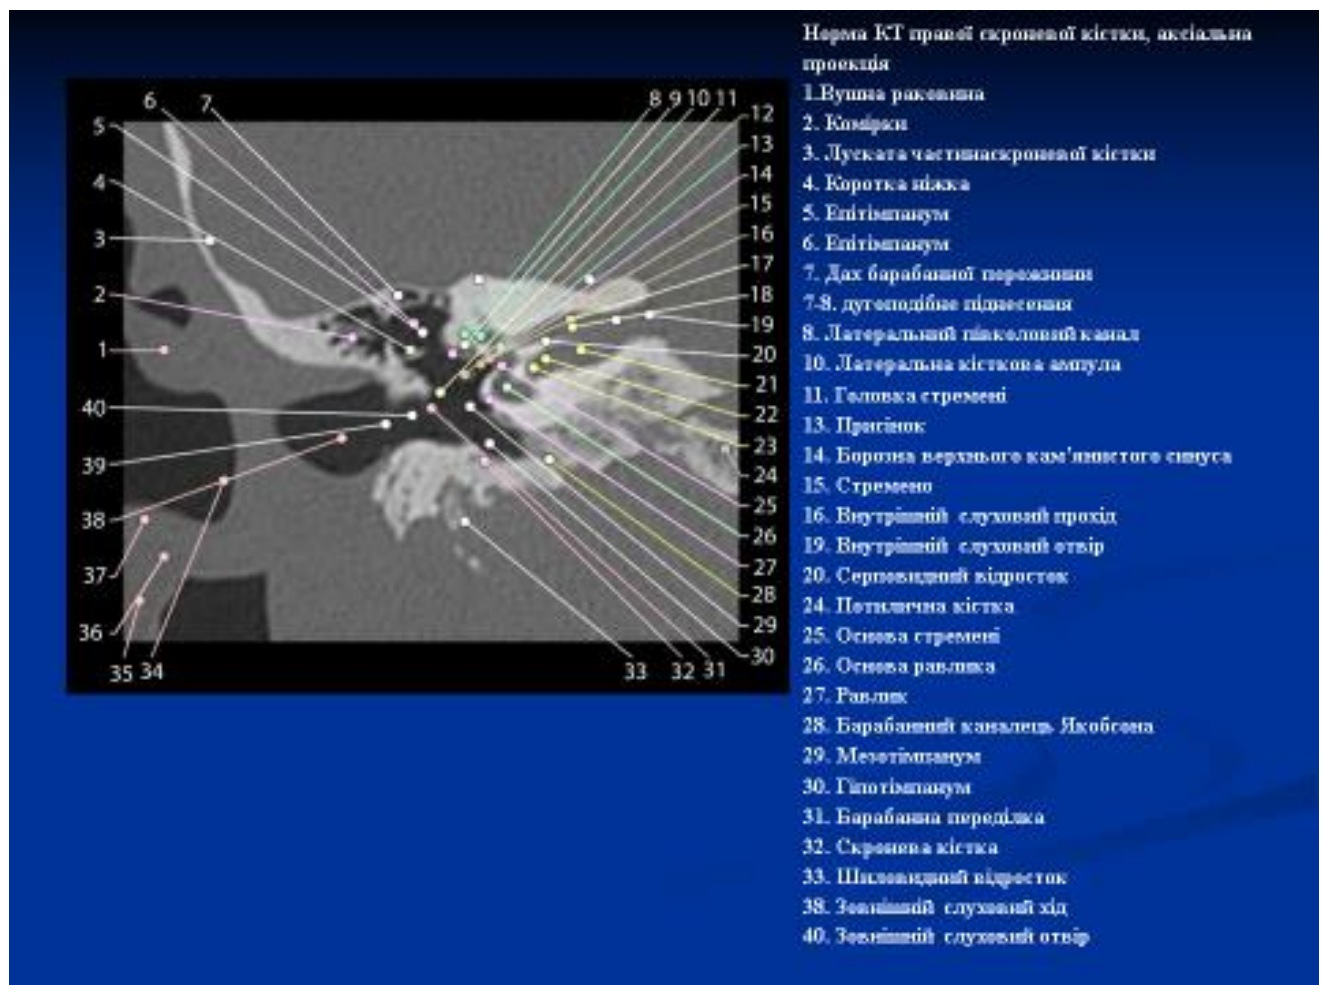 Норма КТ правої скроневої кістки, аксіальна
проекція
1.Вушна раковина
2. Комірки
3. Луската частинаскроневої кістки
4. Коротка ніжка
5. Епітімпанум
6. Епітімпанум
7. Дах барабанної порожнини
7-8. дугоподібне піднесення
8. Латеральний півколовий канал
10. Латеральна кісткова ампула
11. Головка стремені
13. Присінок
14. Борозна верхнього кам'янистого синуса
15. Стремено
16. Внутрішній слуховий прохід
19. Внутрішній слуховий отвір
20. Серповидний відросток
24. Потилична кістка
25. Основа стремені
26. Основа равлика
27. Равлик
28. Барабанний каналець Якобсона
29. Мезотімпанум
30. Гіпотімпанум
31. Барабанна переділка
32. Скронева кістка
33. Шиловидний відросток
38. Зовнішній слуховий хід
40. Зовнішній слуховий отвір
6 7 8 9 10 11
12
5
13
4
14
15
3
16
17
2
18
19
1
20
21
40
22
23
39
24
25
38
26
27
37
28
29
36
30
35 34 33 32 31